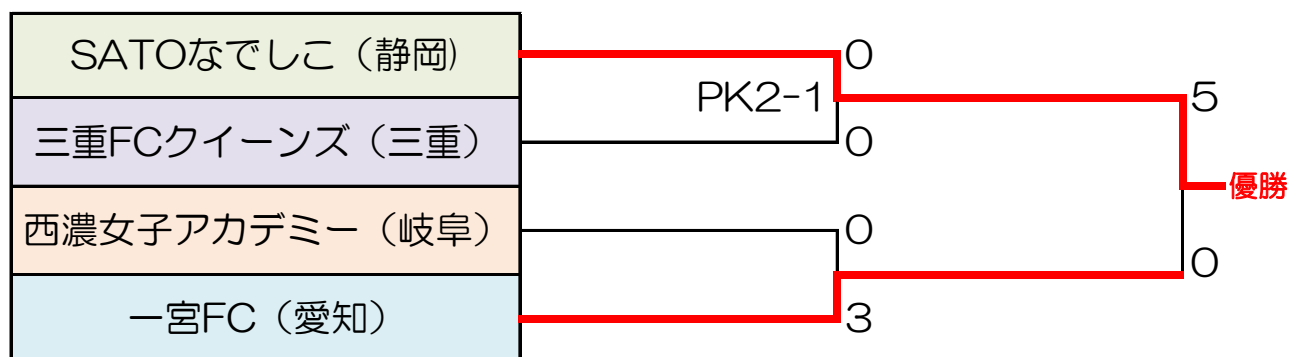 SATOなでしこ（静岡)
三重FCクイーンズ（三重）
西濃女子アカデミー（岐阜）
一宮FC（愛知）
0
PK2-1
0
0
3
5
0
優勝